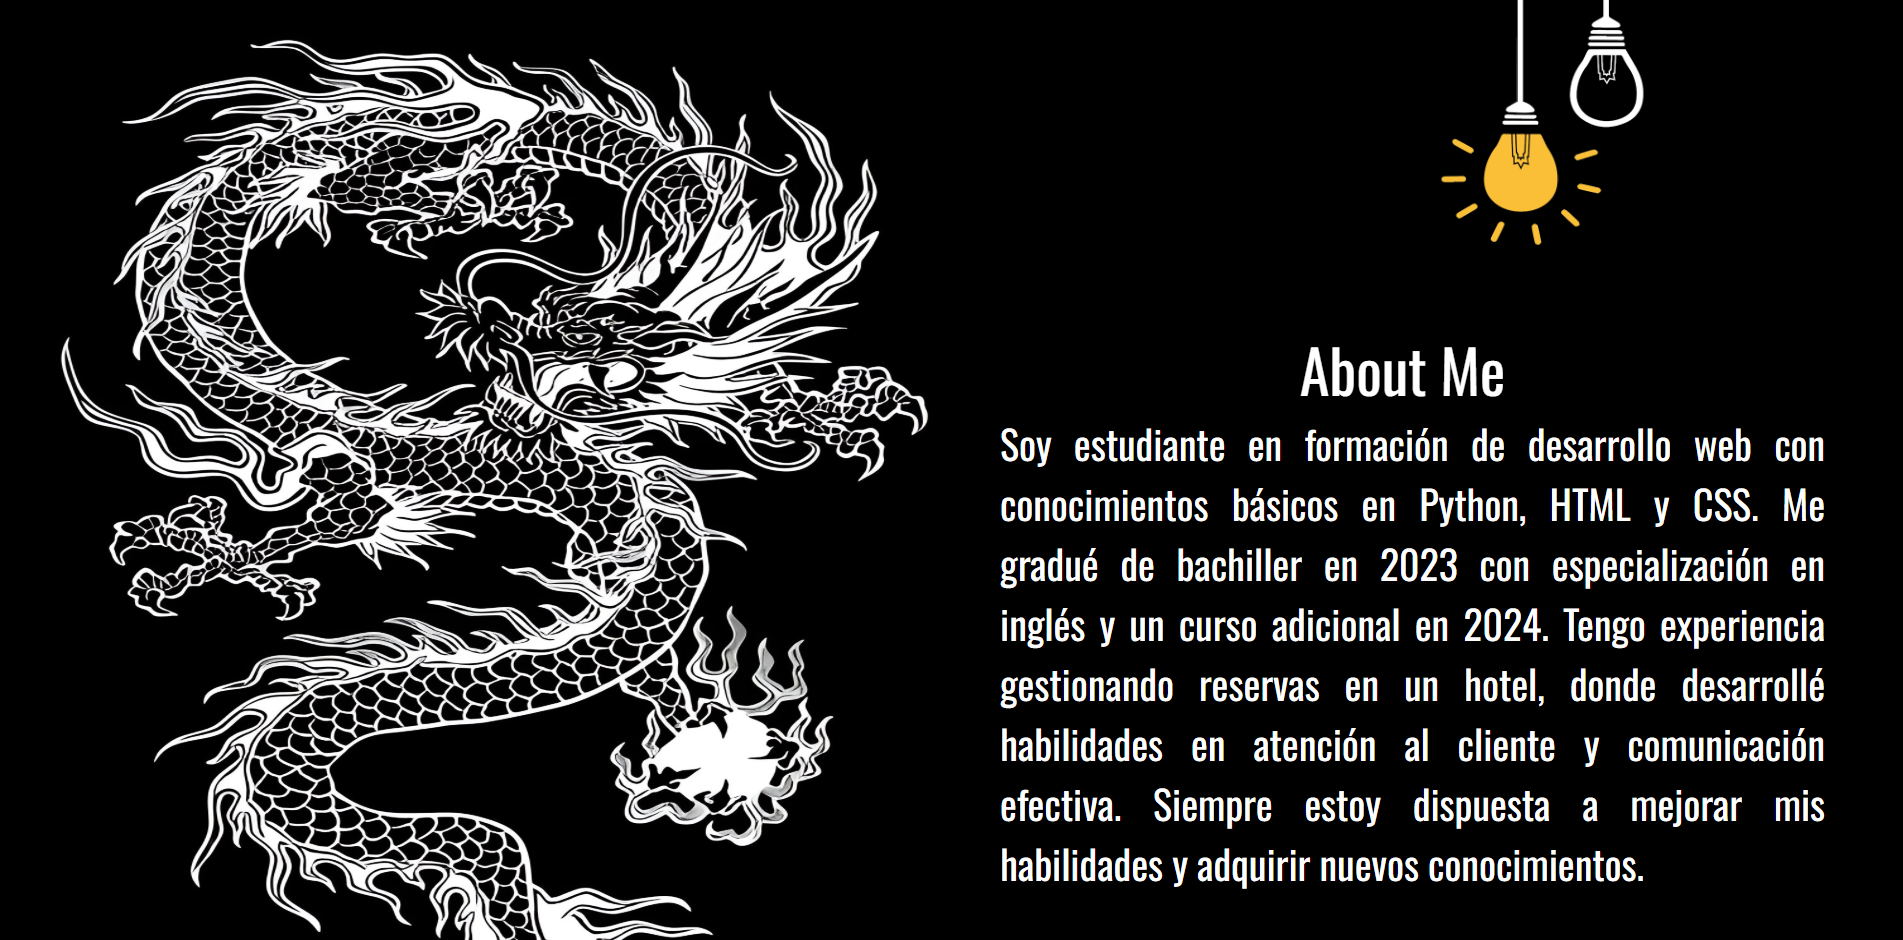 About Me
Soy estudiante en formación de desarrollo web con
conocimientos básicos en Python, HTML y CSS. Me
gradué de bachiller en 2023 con especialización en
inglés y un curso adicional en 2024. Tengo experiencia
gestionando reservas en un hotel, donde desarrollé
habilidades en atención al cliente y comunicación
efectiva. Siempre estoy dispuesta a mejorar mis
habilidades y adquirir nuevos conocimientos.